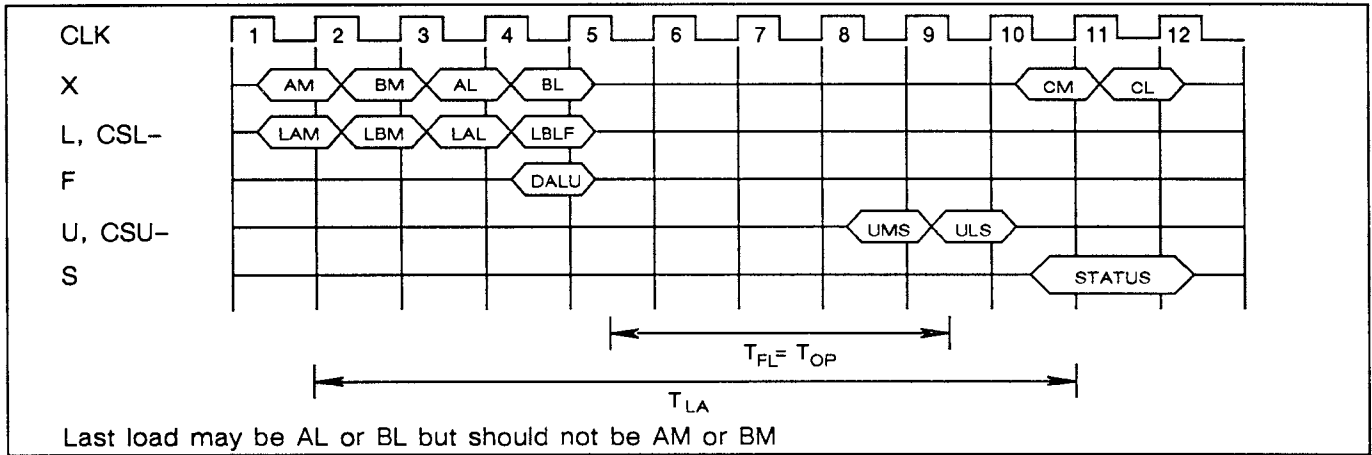 CLK 1 2 3 4 5 6 7 8 9 10 11 12
X AM BM AL BL CM CL
L, CSL- LAM LBM LAL LBLF
F DALU
U, CSU- UMS ULS
S STATUS
T_FL= T_OP
T_LA
Last load may be AL or BL but should not be AM or BM